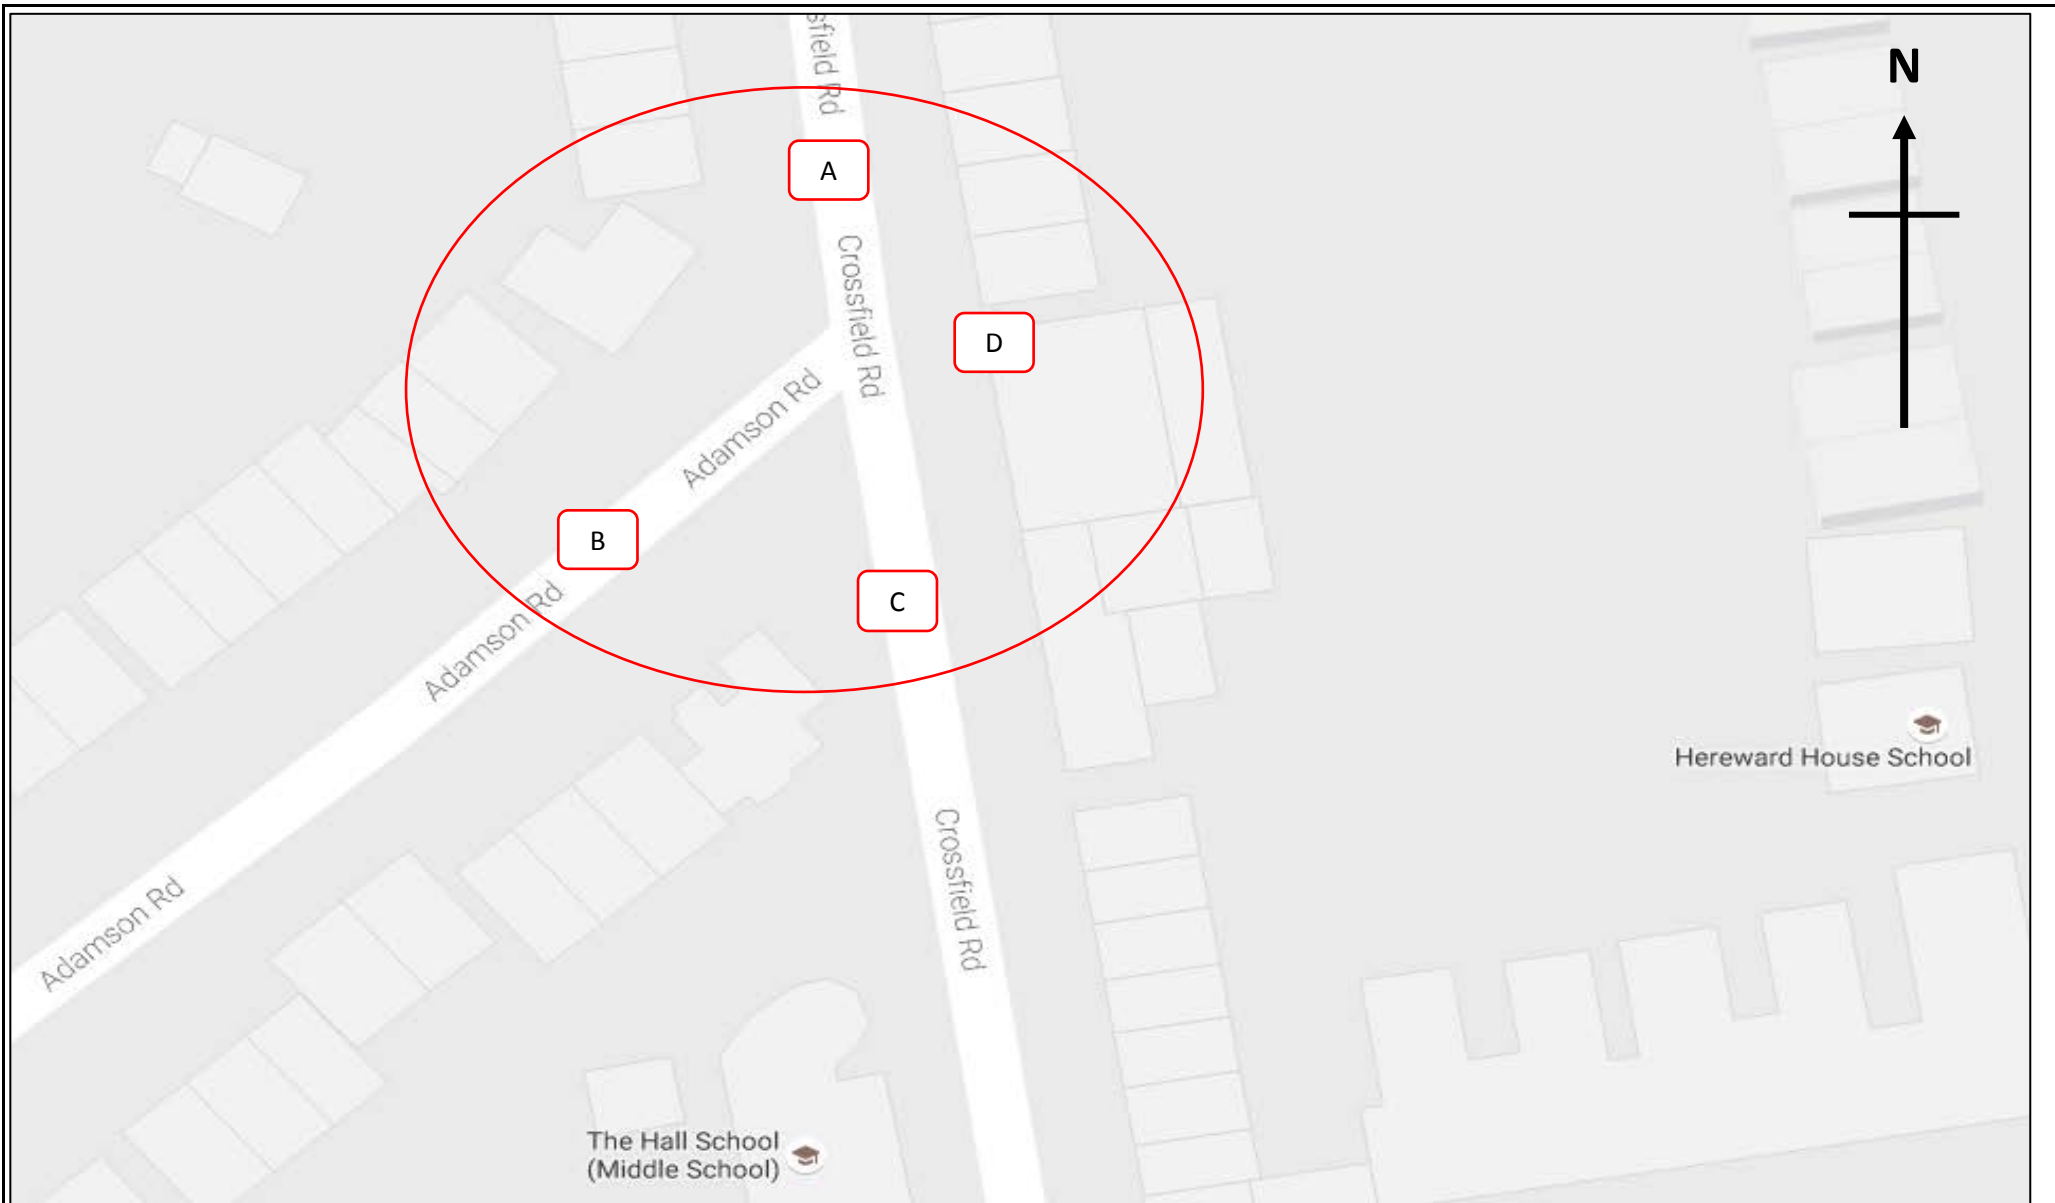 sfield Rd
N
A
Crossfield Rd
D
Adamson Rd
B
Adamson Rd
C
Hereward House School
Crossfield Rd
Adamson Rd
The Hall School
(Middle School)